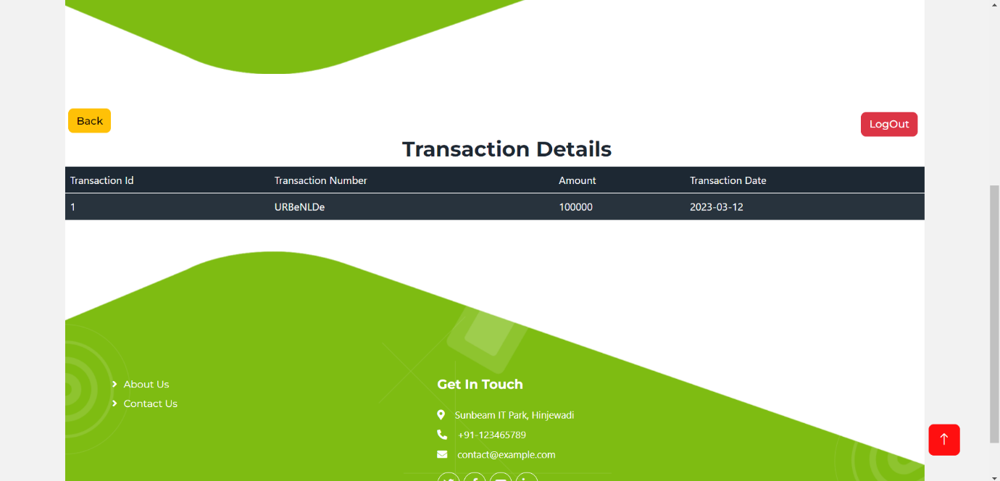 Back
LogOut
Transaction Details
Transaction Id Transaction Number Amount Transaction Date
1 URBeNLDe 100000 2023-03-12
About Us
Contact Us
Get In Touch
Sunbeam IT Park, Hinjewadi
+91-123465789
contact@example.com